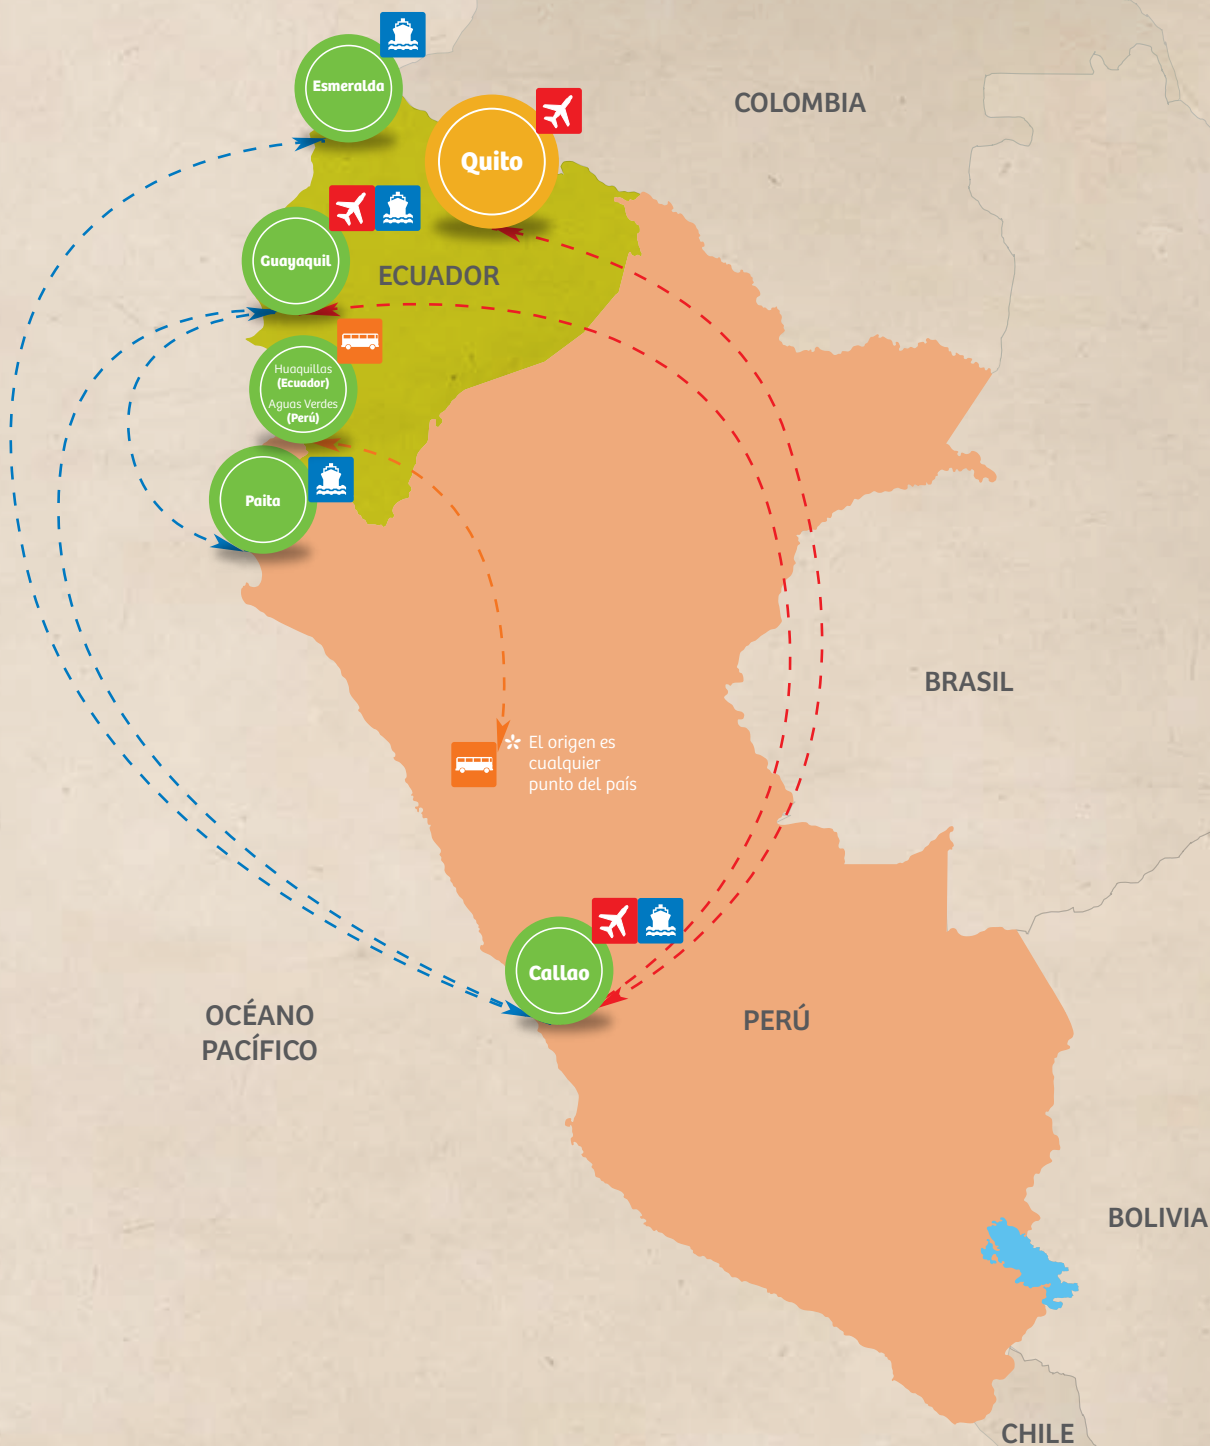 Esmeralda
COLOMBIA
Quito
Guayaquil
ECUADOR
Huaquillas
(Ecuador)
Aguas Verdes
(Perú)
Paita
BRASIL
El origen es
cualquier
punto del país
Callao
OCÉANO
PACÍFICO
PERÚ
BOLIVIA
CHILE